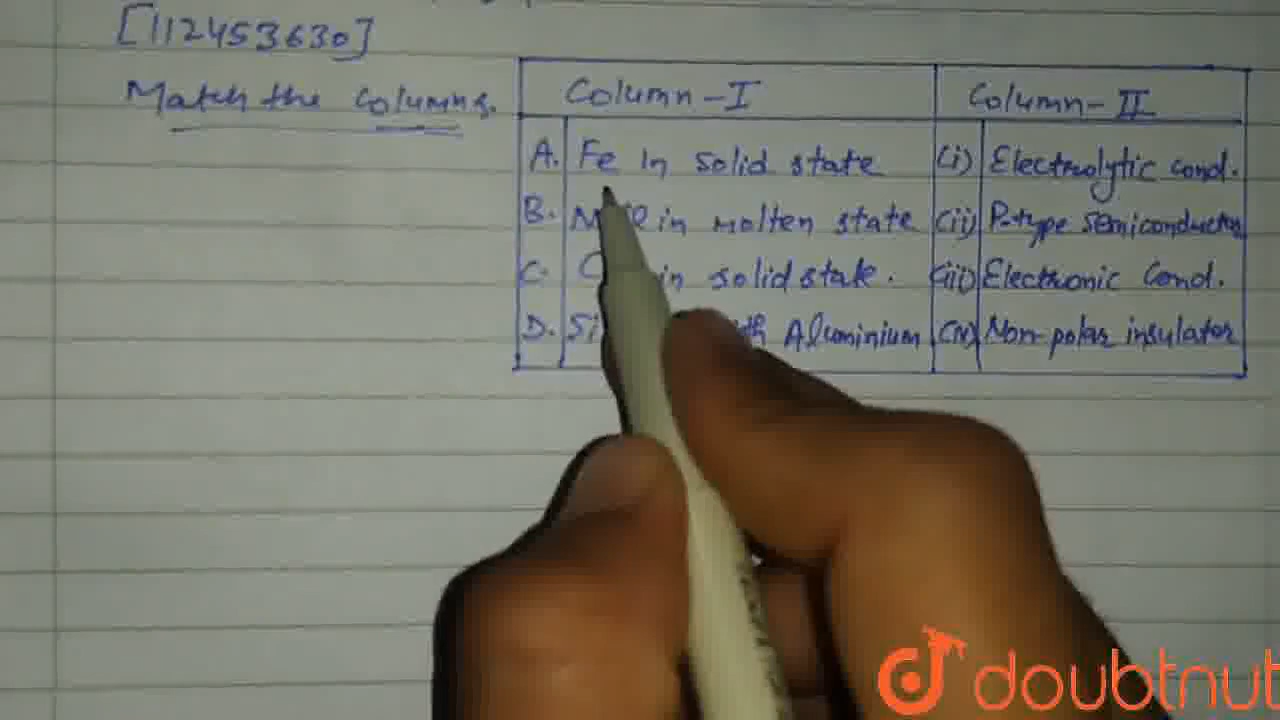 [112453630]
Match the Columns.
Column-I Column-II
A. Fe in solid state (i) Electrolytic cond.
B. in molten state (ii) P-type semiconductor
C. in solid state. (iii) Electronic Cond.
D. Si Aluminium (iv) Non-polar insulator
doubtnut